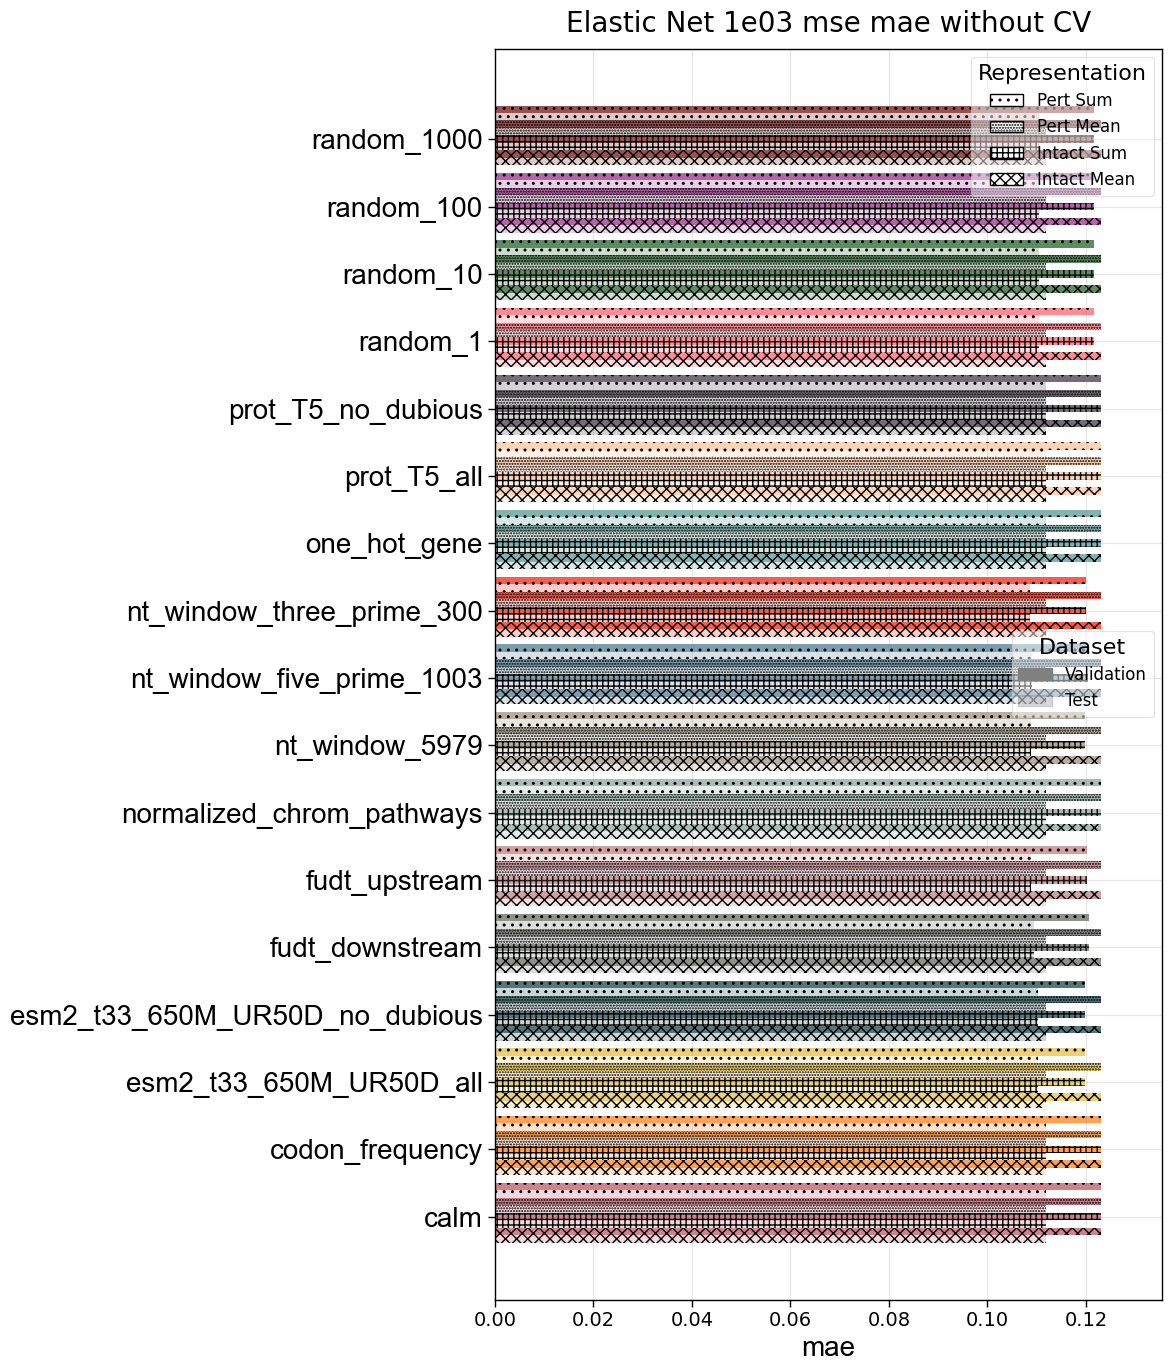 Elastic Net 1e03 mse mae without CV
Representation
Pert Sum
Pert Mean
Intact Sum
Intact Mean
random_1000
random_100
random_10
random_1
prot_T5_no_dubious
prot_T5_all
one_hot_gene
nt_window_three_prime_300
nt_window_five_prime_1003
Dataset
Validation
Test
nt_window_5979
normalized_chrom_pathways
fudt_upstream
fudt_downstream
esm2_t33_650M_UR50D_no_dubious
esm2_t33_650M_UR50D_all
codon_frequency
calm
0.00 0.02 0.04 0.06 0.08 0.10 0.12
mae